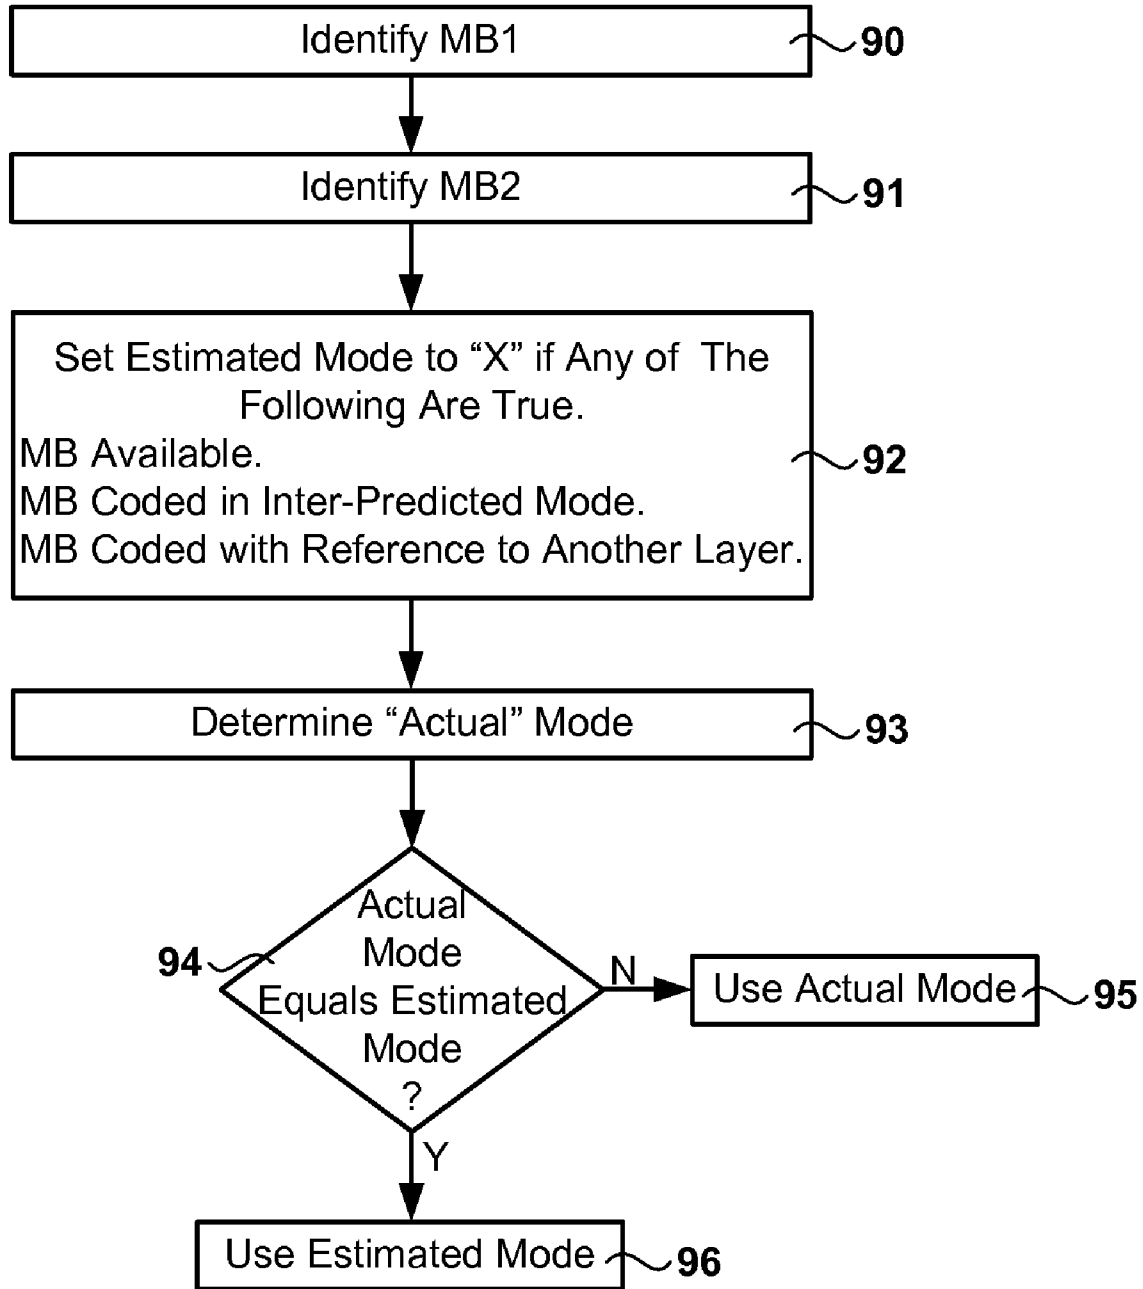 Identify MB1
90
Identify MB2
91
Set Estimated Mode to “X” if Any of The
Following Are True.
MB Available.
MB Coded in Inter-Predicted Mode.
MB Coded with Reference to Another Layer.
92
Determine “Actual” Mode
93
Actual
Mode
Equals Estimated
Mode
?
94
N
Use Actual Mode
95
Y
Use Estimated Mode
96